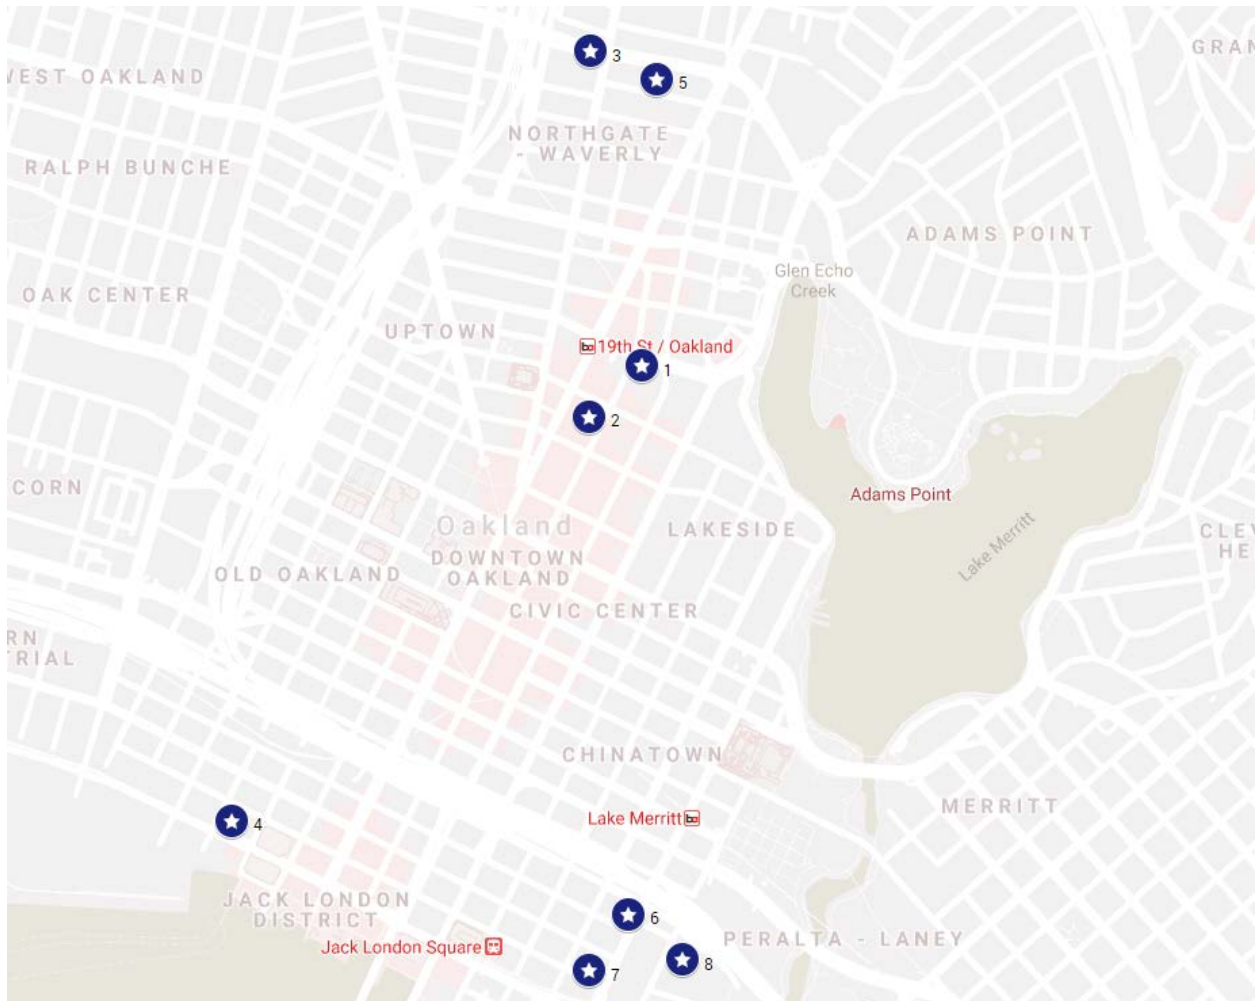 3
GRAN
WEST OAKLAND
5
NORTHGATE
- WAVERLY
RALPH BUNCHE
ADAMS POINT
Glen Echo
Creek
OAK CENTER
UPTOWN
19th St / Oakland
1
2
CORN
Adams Point
Oakland
LAKESIDE
Lake Merritt
CLEV
HE
DOWNTOWN
OAKLAND
OLD OAKLAND
CIVIC CENTER
RN
TRIAL
CHINATOWN
MERRITT
Lake Merritt
4
JACK LONDON
DISTRICT
6
Jack London Square
PERALTA - LANEY
7
8